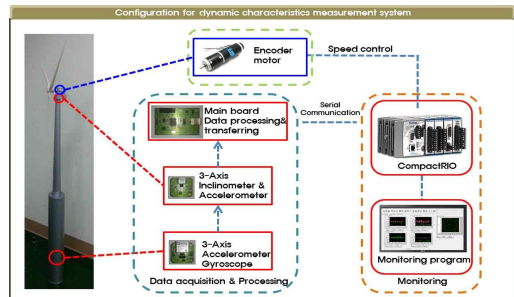 Configuration for dynamic characteristics measurement system
Encoder
motor
Speed control
Main board
Data processing&
transferring
Serial
Communication
3-Axis
Inclinometer &
Accelerometer
CompactRIO
3-Axis
Accelerometer
Gyroscope
Monitoring program
Data acquisition & Processing
Monitoring